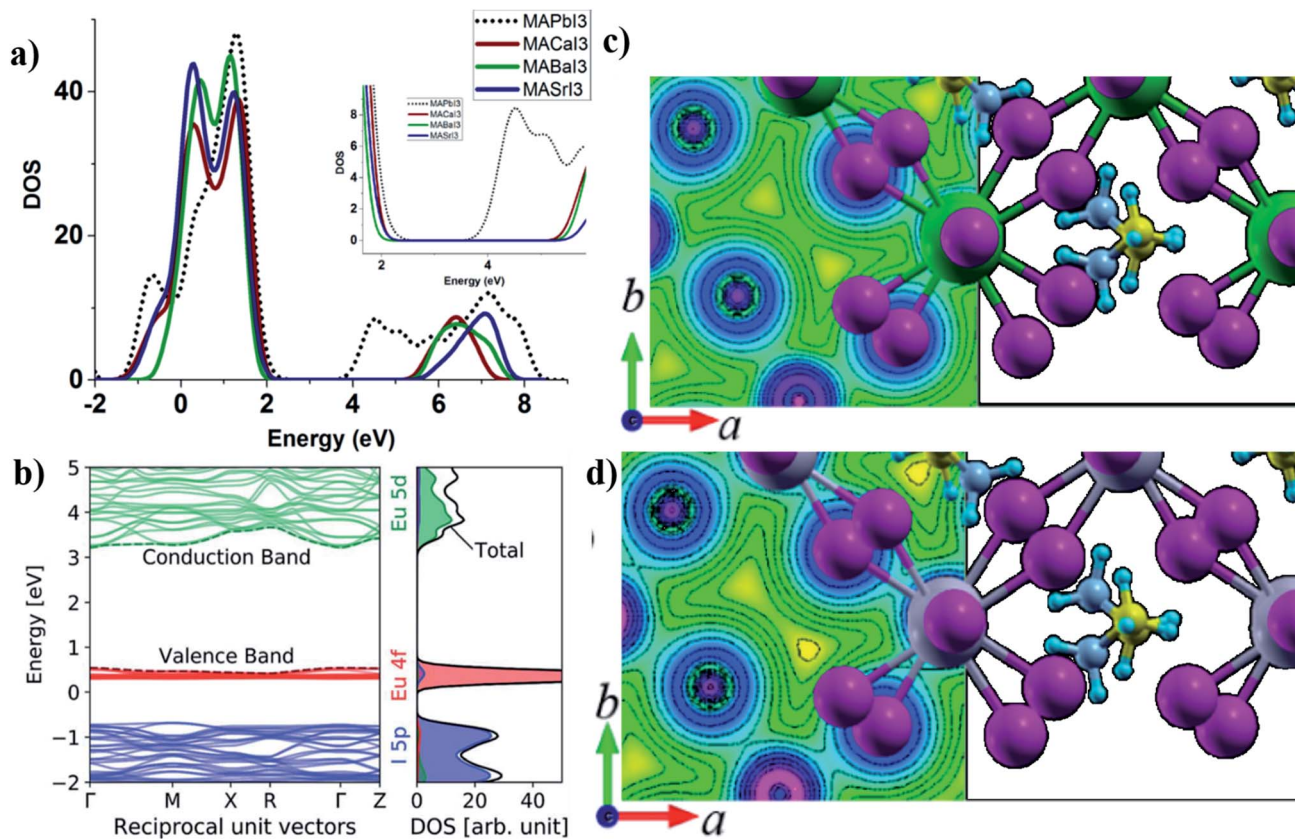 a)
MAPbI3
MACaI3
MABaI3
MASrI3
DOS
40
20
0
-2 0 2 4 6 8
Energy (eV)
MAPbI3
MACaI3
MABaI3
MASrI3
DOS
8
6
4
2
0
2 4
Energy (eV)
b)
Energy [eV]
5
4
3
2
1
0
−1
−2
Conduction Band
Valence Band
Γ M X R Γ Z
Reciprocal unit vectors
Eu 5d
Eu 4f
I 5p
Total
0 20 40
DOS [arb. unit]
c)
b
c
a
d)
b
c
a